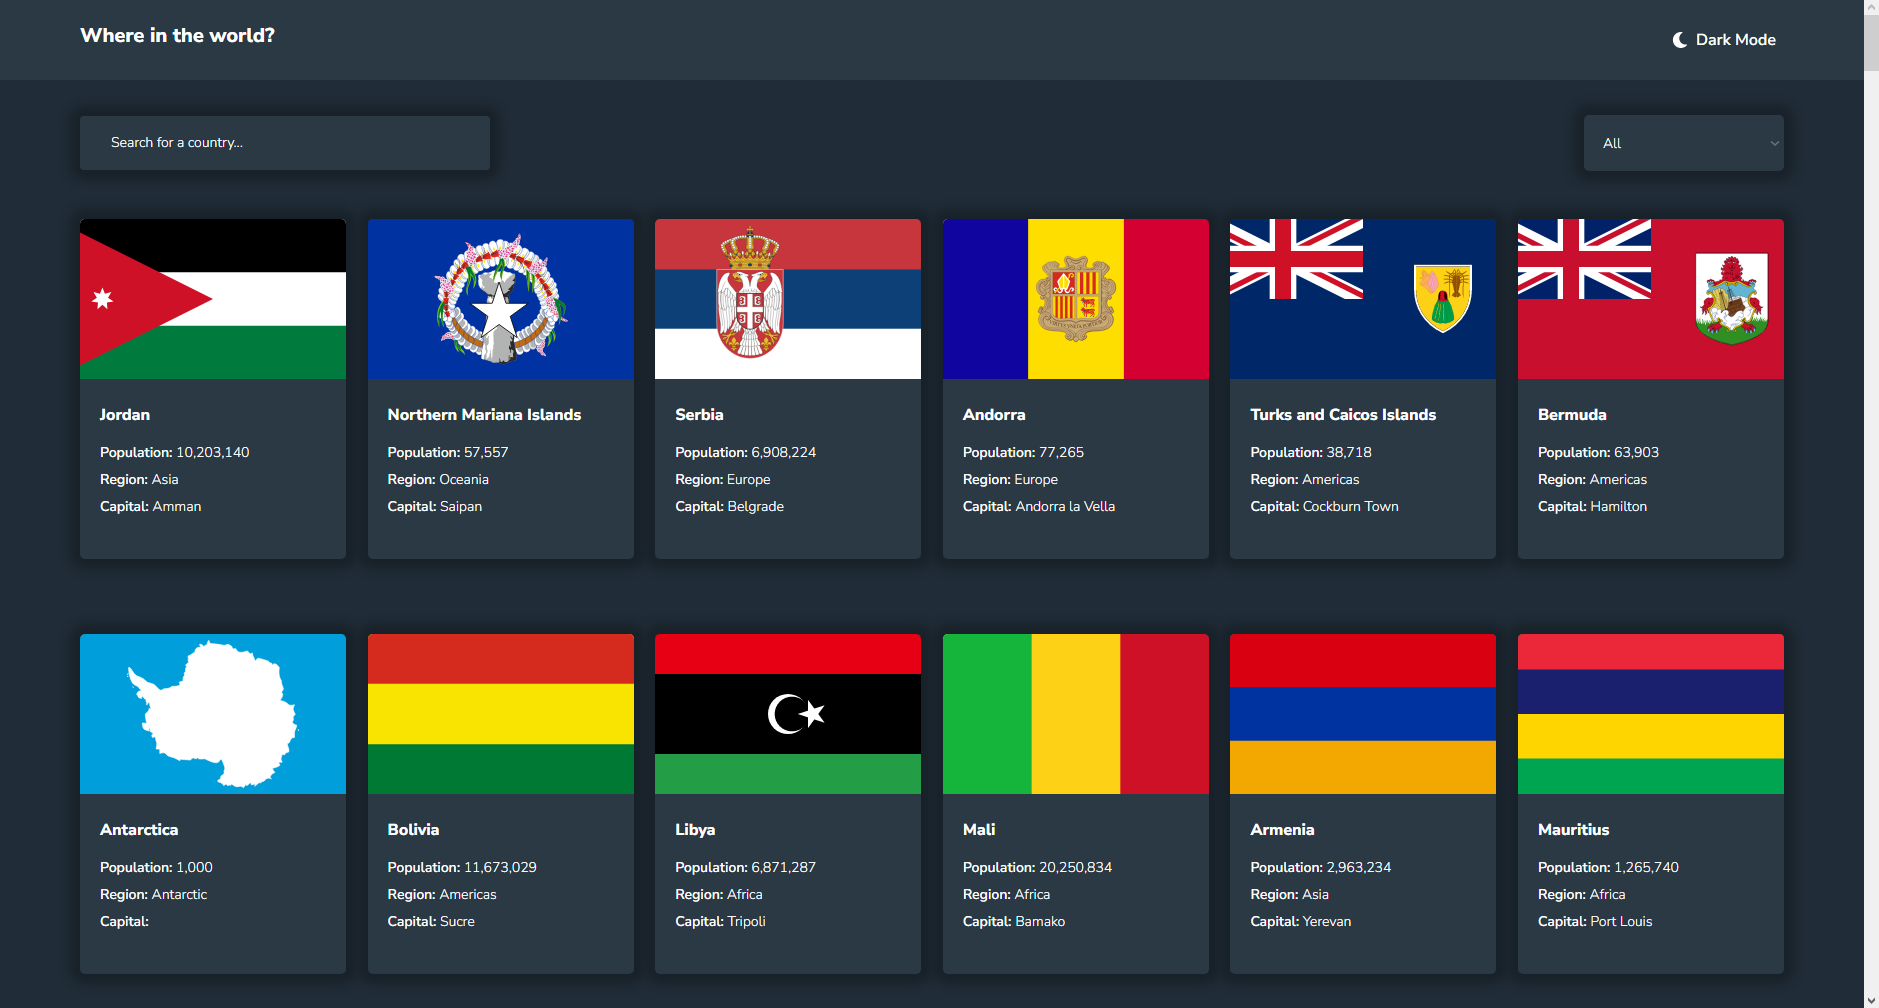 Where in the world?
Dark Mode
Search for a country...
All
Jordan
Population: 10,203,140
Region: Asia
Capital: Amman
Northern Mariana Islands
Population: 57,557
Region: Oceania
Capital: Saipan
Serbia
Population: 6,908,224
Region: Europe
Capital: Belgrade
Andorra
Population: 77,265
Region: Europe
Capital: Andorra la Vella
Turks and Caicos Islands
Population: 38,718
Region: Americas
Capital: Cockburn Town
Bermuda
Population: 63,903
Region: Americas
Capital: Hamilton
Antarctica
Population: 1,000
Region: Antarctic
Capital:
Bolivia
Population: 11,673,029
Region: Americas
Capital: Sucre
Libya
Population: 6,871,287
Region: Africa
Capital: Tripoli
Mali
Population: 20,250,834
Region: Africa
Capital: Bamako
Armenia
Population: 2,963,234
Region: Asia
Capital: Yerevan
Mauritius
Population: 1,265,740
Region: Africa
Capital: Port Louis